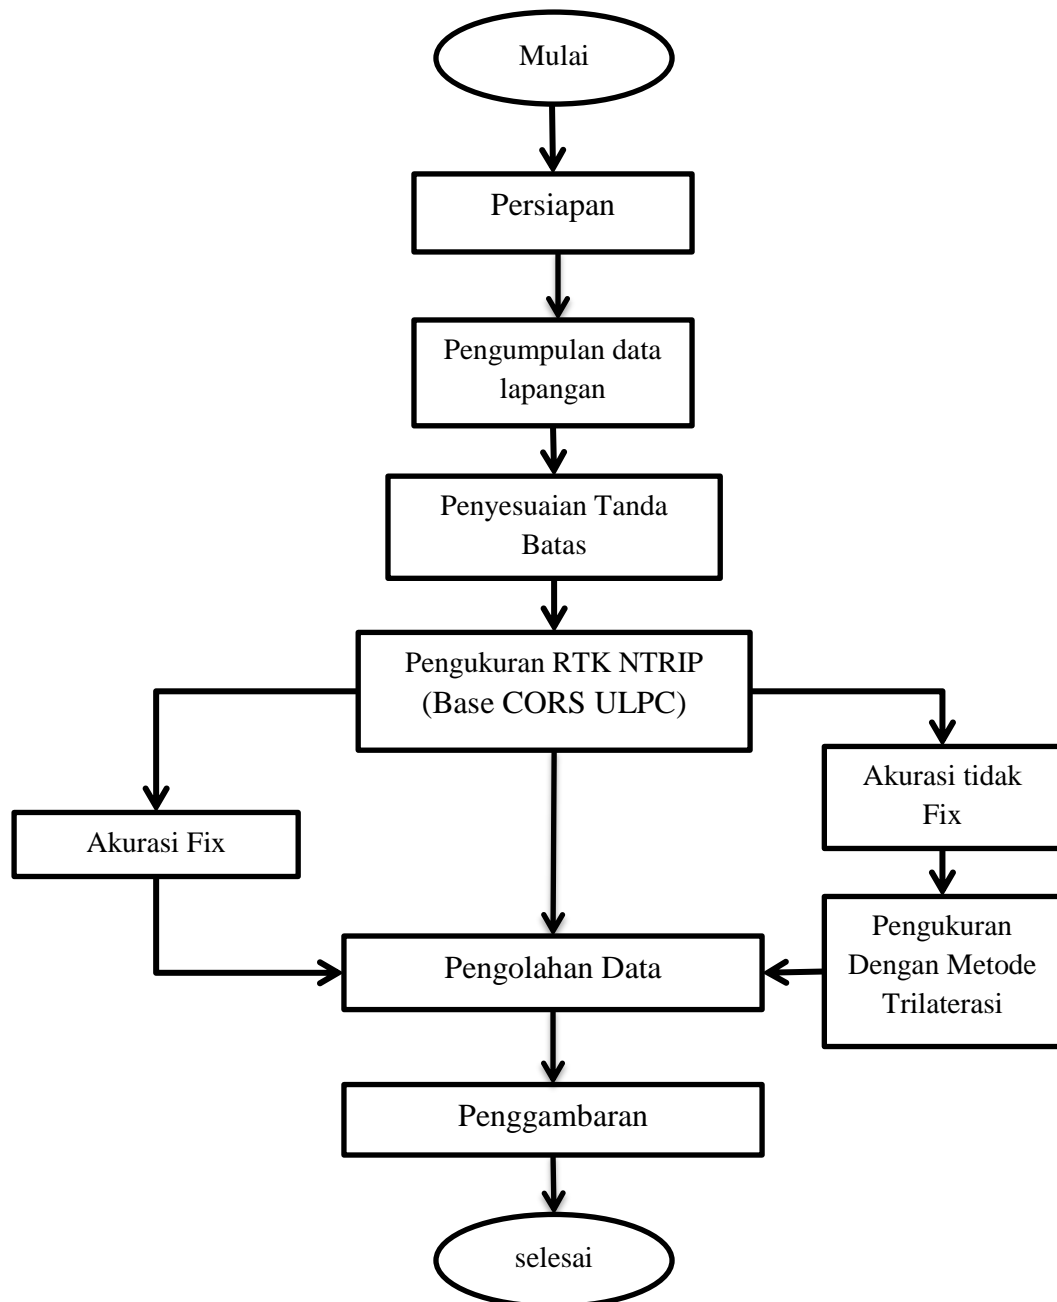 Mulai
Persiapan
Pengumpulan data
lapangan
Penyesuaian Tanda
Batas
Pengukuran RTK NTRIP
(Base CORS ULPC)
Akurasi Fix
Akurasi tidak
Fix
Pengukuran
Dengan Metode
Trilaterasi
Pengolahan Data
Penggambaran
selesai